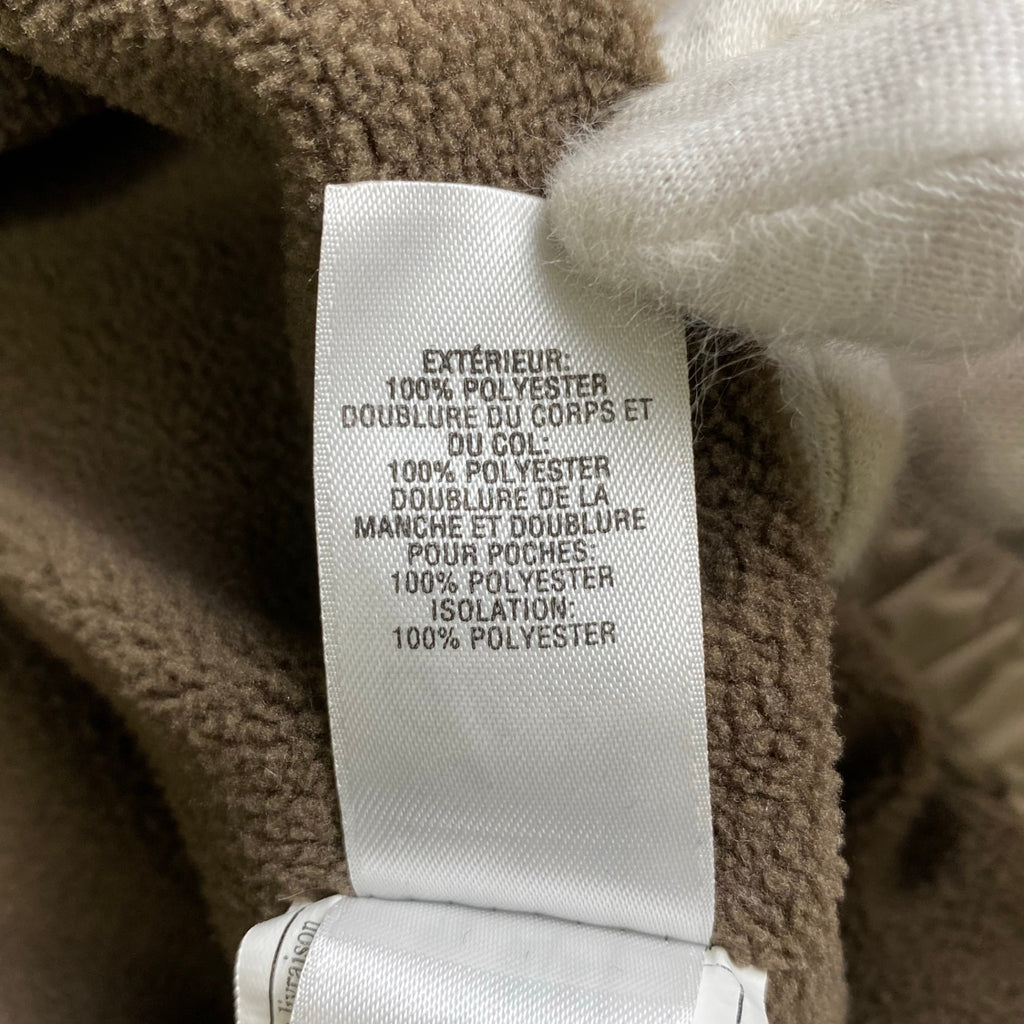 EXTÉRIEUR:
100% POLYESTER
DOUBLURE DU CORPS ET
DU COL:
100% POLYESTER
DOUBLURE DE LA
MANCHE ET DOUBLURE
POUR POCHES:
100% POLYESTER
ISOLATION:
100% POLYESTER
livraison